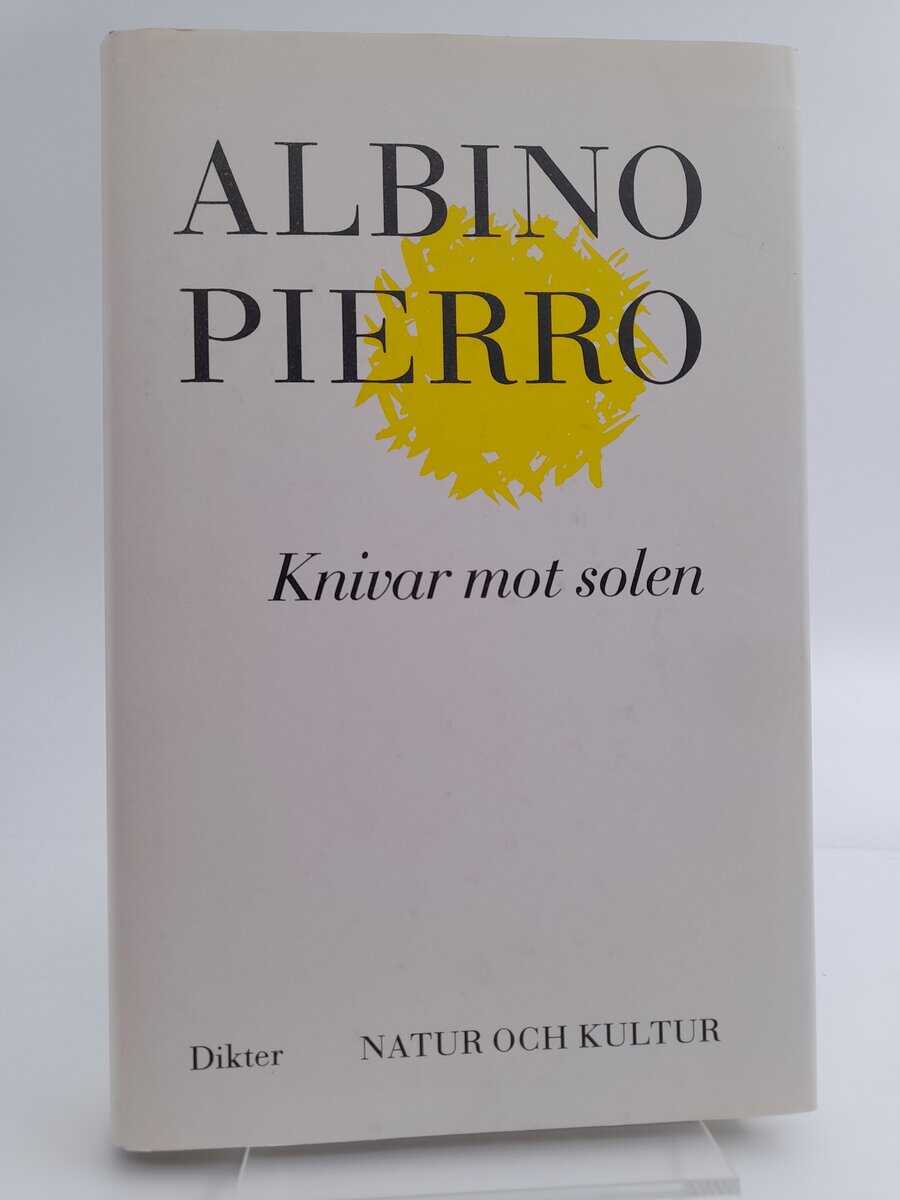 ALBINO
PIERRO
Knivar mot solen
Dikter NATUR OCH KULTUR